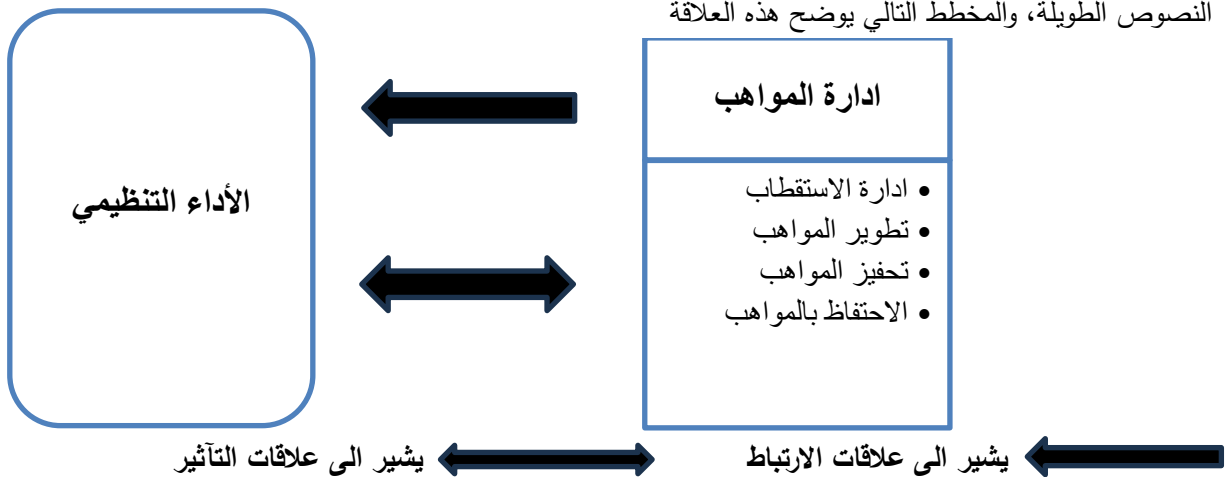 النصوص الطويلة، والمخطط التالي يوضح هذه العلاقة
ادارة المواهب
• ادارة الاستقطاب
• تطوير المواهب
• تحفيز المواهب
• الاحتفاظ بالمواهب
الأداء التنظيمي
يشير الى علاقات الارتباط
يشير الى علاقات التآثير